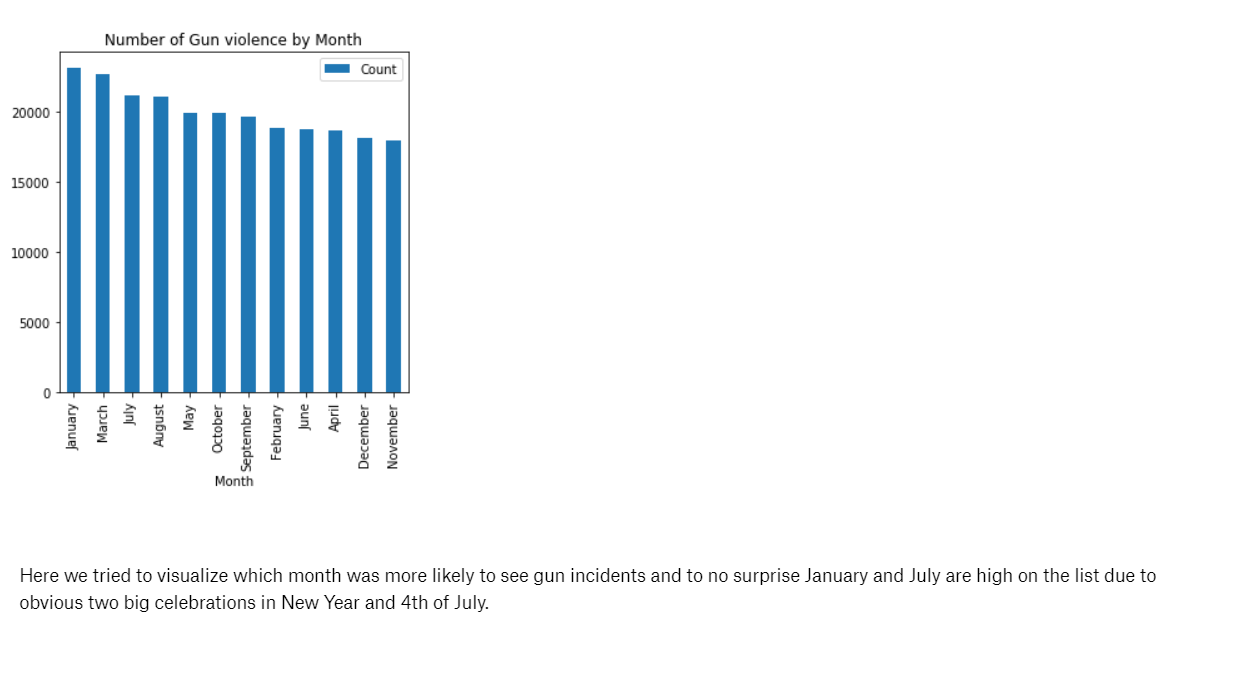 Number of Gun violence by Month
Count
20000
15000
10000
5000
0
January
March
July
August
May
October
September
February
June
April
December
November
Month
Here we tried to visualize which month was more likely to see gun incidents and to no surprise January and July are high on the list due to
obvious two big celebrations in New Year and 4th of July.